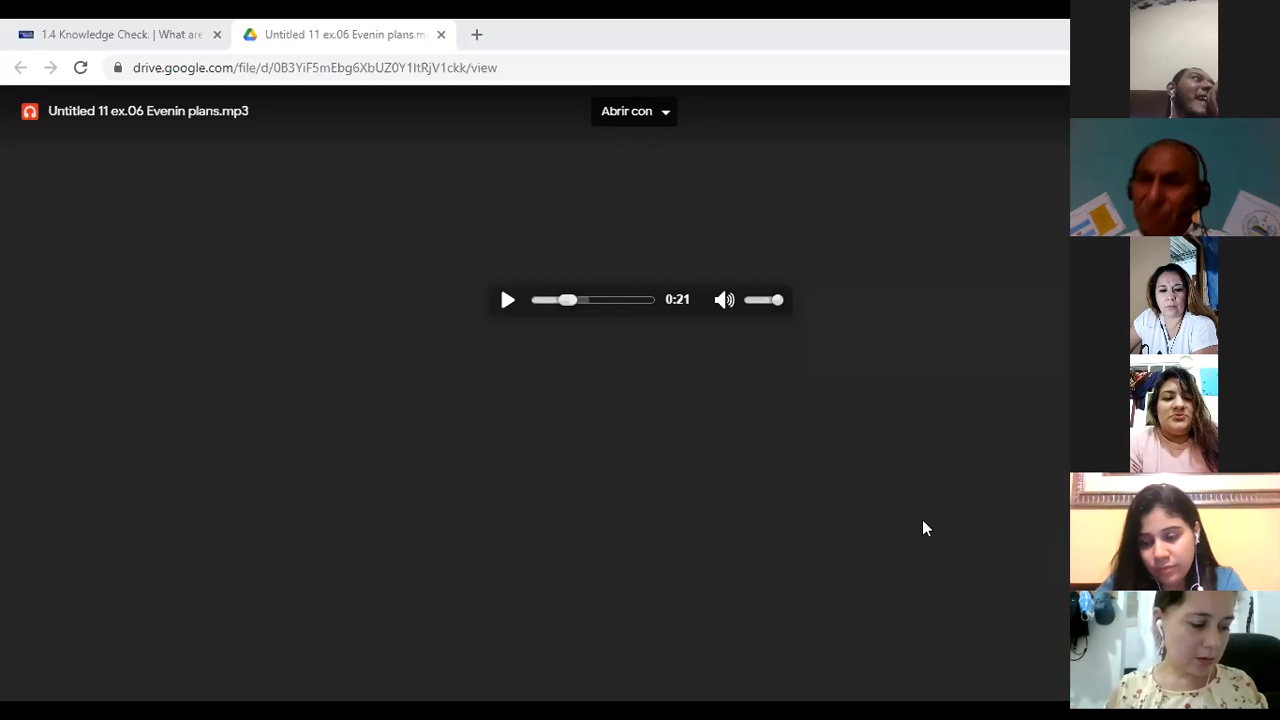 1.4 Knowledge Check. | What are
Untitled 11 ex.06 Evenin plans.m
drive.google.com/file/d/0B3YiF5mEbg6XbUZ0Y1ltRjV1ckk/view
Untitled 11 ex.06 Evenin plans.mp3
Abrir con
0:21